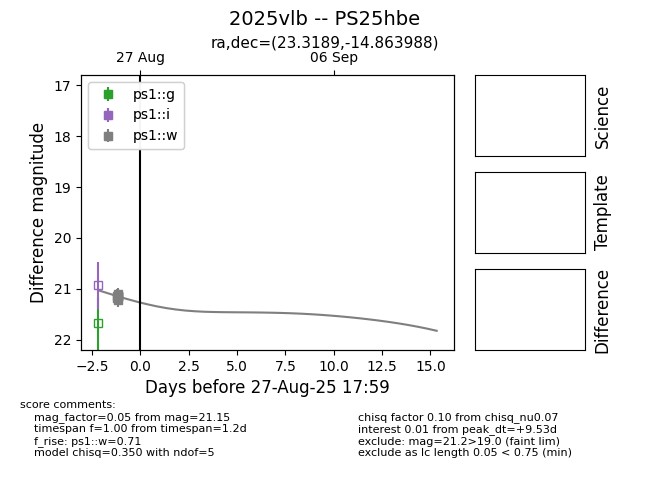 2025vlb -- PS25hbe
ra,dec=(23.3189,-14.863988)
27 Aug
06 Sep
17
18
19
20
21
22
Difference magnitude
ps1::g
ps1::i
ps1::w
Science
Template
Difference
−2.5
0.0
2.5
5.0
7.5
10.0
12.5
15.0
Days before 27-Aug-25 17:59
score comments:
mag_factor=0.05 from mag=21.15
timespan f=1.00 from timespan=1.2d
f_rise: ps1::w=0.71
model chisq=0.350 with ndof=5
chisq factor 0.10 from chisq_nu0.07
interest 0.01 from peak_dt=+9.53d
exclude: mag=21.2>19.0 (faint lim)
exclude as lc length 0.05 < 0.75 (min)